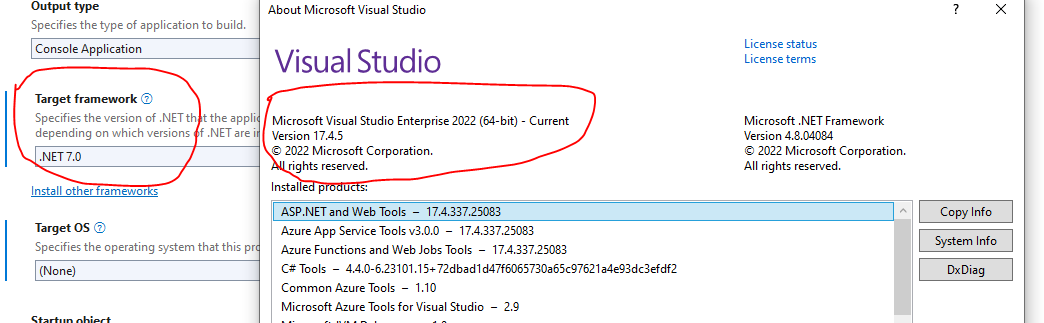 Output type
Specifies the type of application to build.
Console Application
Target framework
Specifies the version of .NET that the applic
depending on which versions of .NET are in
.NET 7.0
Install other frameworks
Target OS
Specifies the operating system that this pro
(None)
Startup object
About Microsoft Visual Studio
?
Visual Studio
License status
License terms
Microsoft Visual Studio Enterprise 2022 (64-bit) - Current
Version 17.4.5
© 2022 Microsoft Corporation.
All rights reserved.
Microsoft .NET Framework
Version 4.8.04084
© 2022 Microsoft Corporation.
All rights reserved.
Installed products:
ASP.NET and Web Tools – 17.4.337.25083
Azure App Service Tools v3.0.0 – 17.4.337.25083
Azure Functions and Web Jobs Tools – 17.4.337.25083
C# Tools – 4.4.0-6.23101.15+72dbad1d47f6065730a65c97621a4e93dc3efdf2
Common Azure Tools – 1.10
Microsoft Azure Tools for Visual Studio – 2.9
Copy Info
System Info
DxDiag